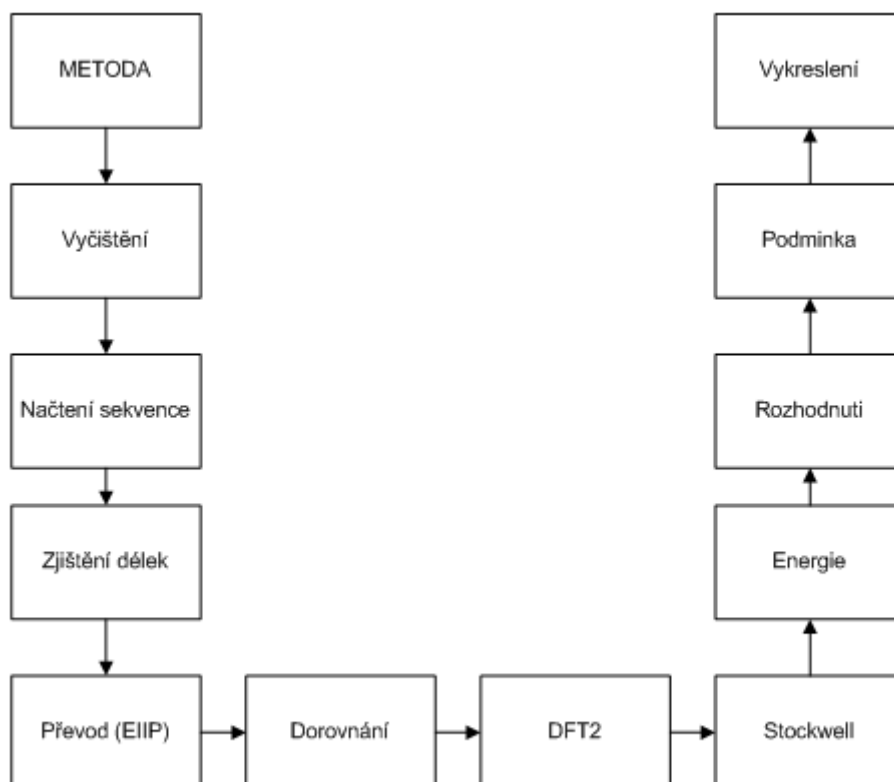 METODA
Vyčištění
Načtení sekvence
Zjištění délek
Převod (EIIP)
Dorovnání
DFT2
Stockwell
Energie
Rozhodnuti
Podminka
Vykreslení